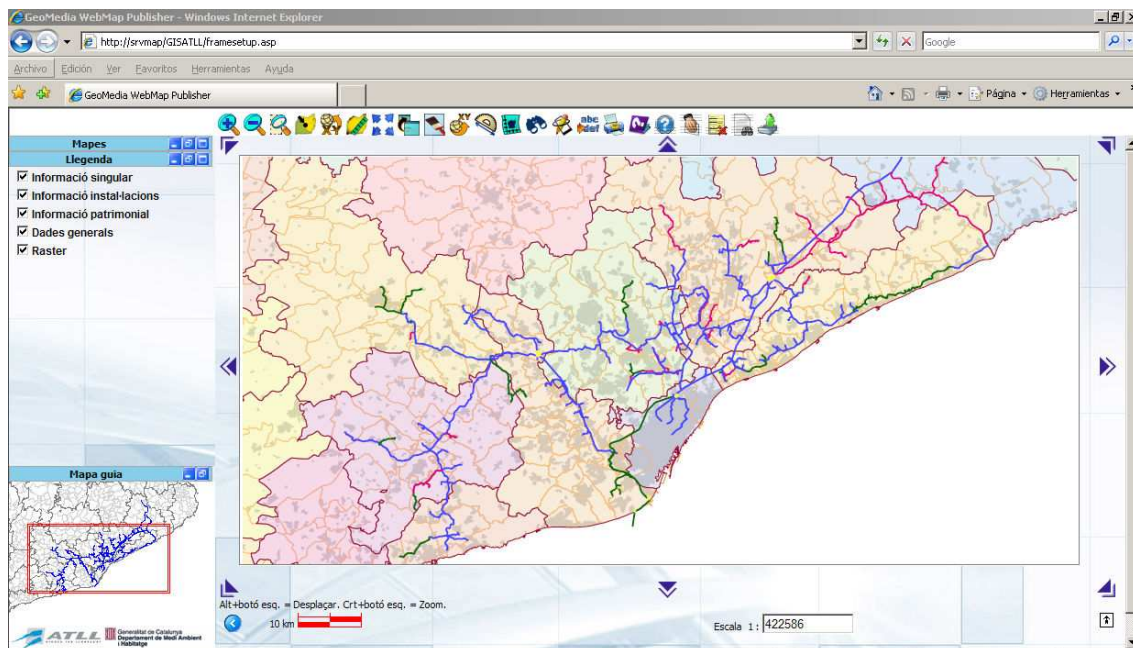 GeoMedia WebMap Publisher - Windows Internet Explorer
http://srvmap/GISATLL/framesetup.asp
Google
Archivo Edición Ver Favoritos Herramientas Ayuda
GeoMedia WebMap Publisher
Página Herramientas
Mapes
Llegenda
Informació singular
Informació instal·lacions
Informació patrimonial
Dades generals
Raster
Mapa guia
Alt+botó esq. = Desplaçar. Crt+botó esq. = Zoom.
10 km
Escala 1: 422586
ATLL
Generalitat de Catalunya
Departament de Medi Ambient
i Habitatge